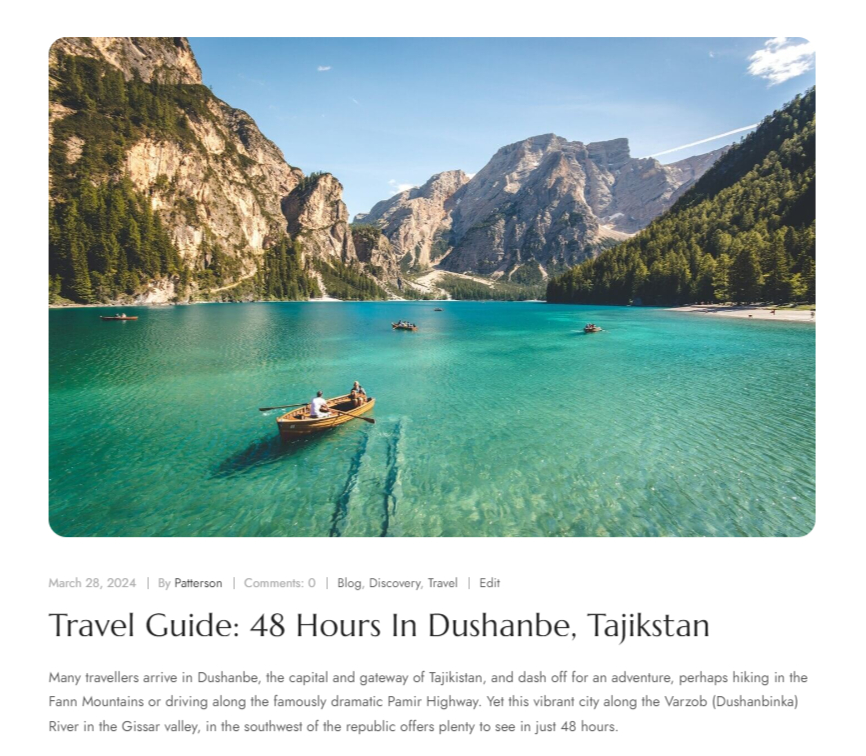 March 28, 2024 | By Patterson | Comments: 0 | Blog, Discovery, Travel | Edit
Travel Guide: 48 Hours In Dushanbe, Tajikstan
Many travellers arrive in Dushanbe, the capital and gateway of Tajikistan, and dash off for an adventure, perhaps hiking in the
Fann Mountains or driving along the famously dramatic Pamir Highway. Yet this vibrant city along the Varzob (Dushanbinka)
River in the Gissar valley, in the southwest of the republic offers plenty to see in just 48 hours.